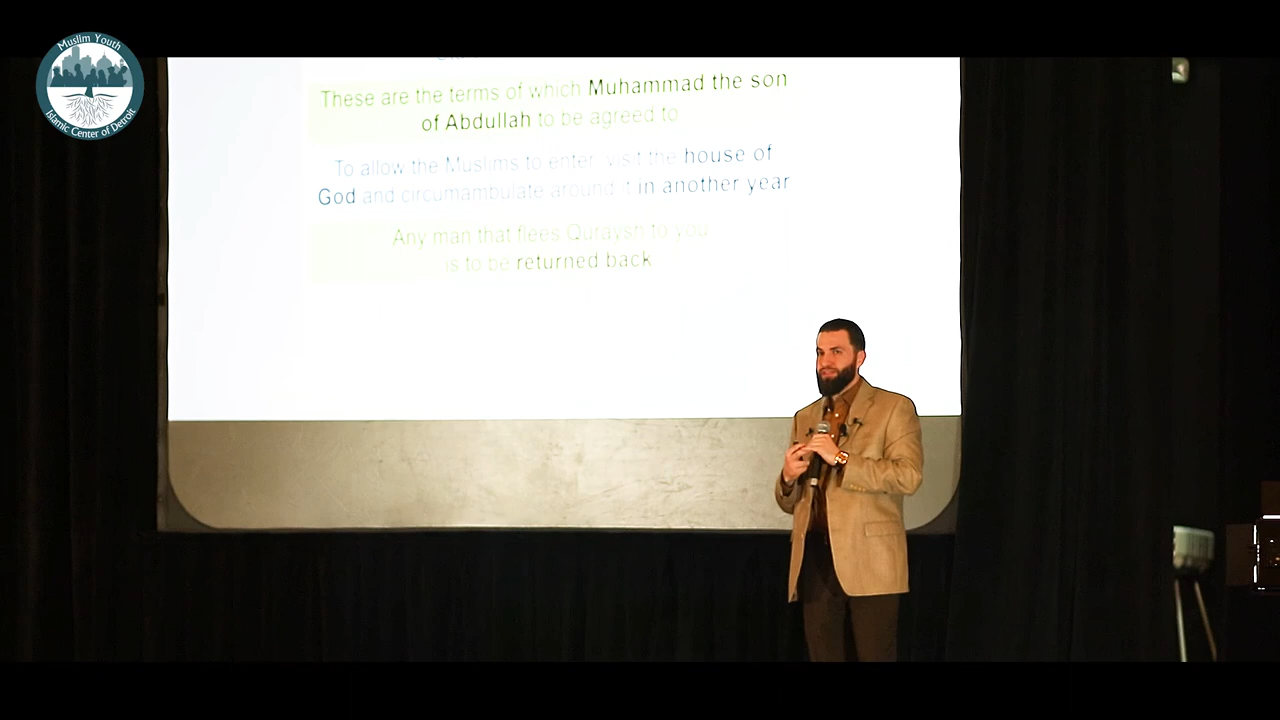 Muslim Youth
Islamic Center of Detroit
These are the terms of which Muhammad the son
of Abdullah to be agreed to
To allow the Muslims to enter, visit the house of
God and circumambulate around it in another year
Any man that flees Quraysh to you
is to be returned back